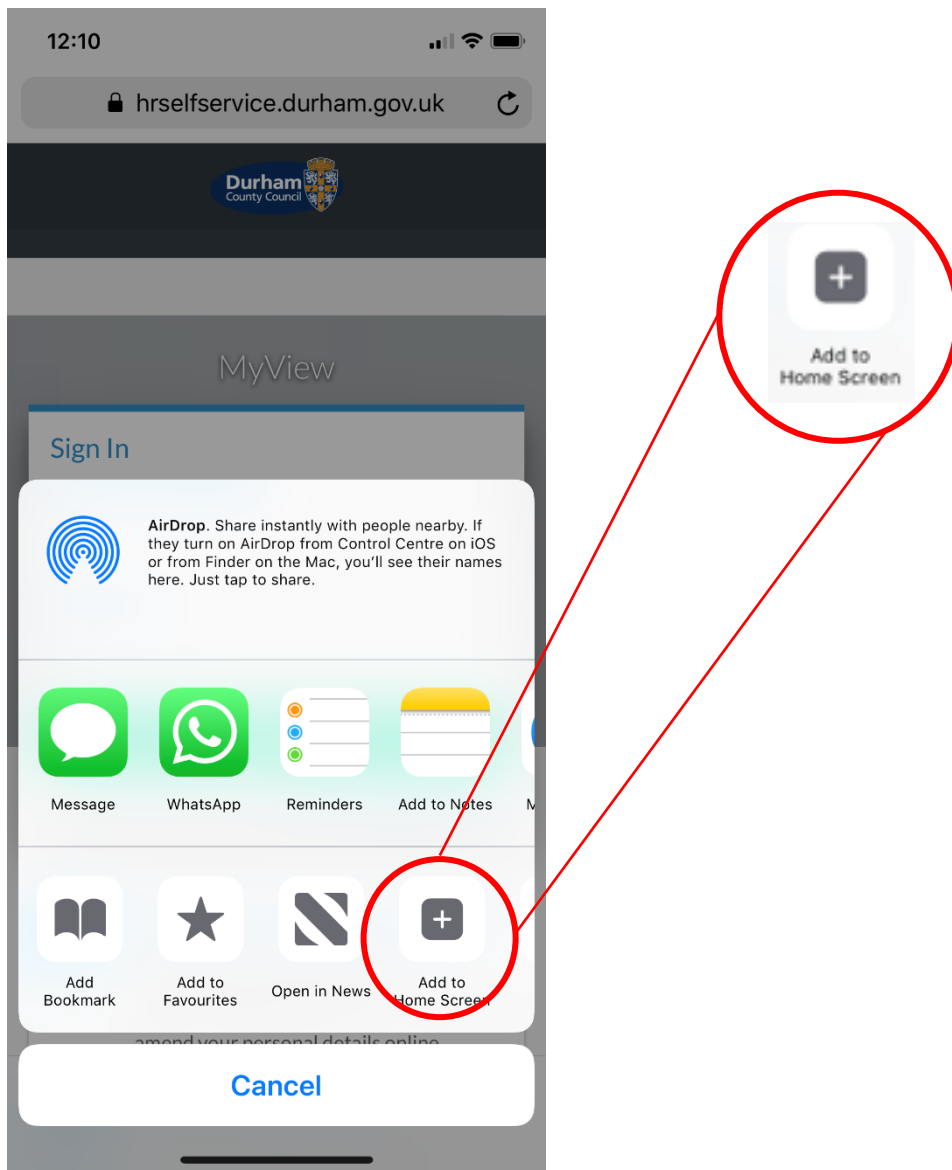 12:10
hrselfservice.durham.gov.uk
Durham
County Council
MyView
Sign In
AirDrop. Share instantly with people nearby. If
they turn on AirDrop from Control Centre on iOS
or from Finder on the Mac, you’ll see their names
here. Just tap to share.
Message
WhatsApp
Reminders
Add to Notes
Add
Bookmark
Add to
Favourites
Open in News
Add to
Home Screen
amend your personal details online
Cancel
Add to
Home Screen